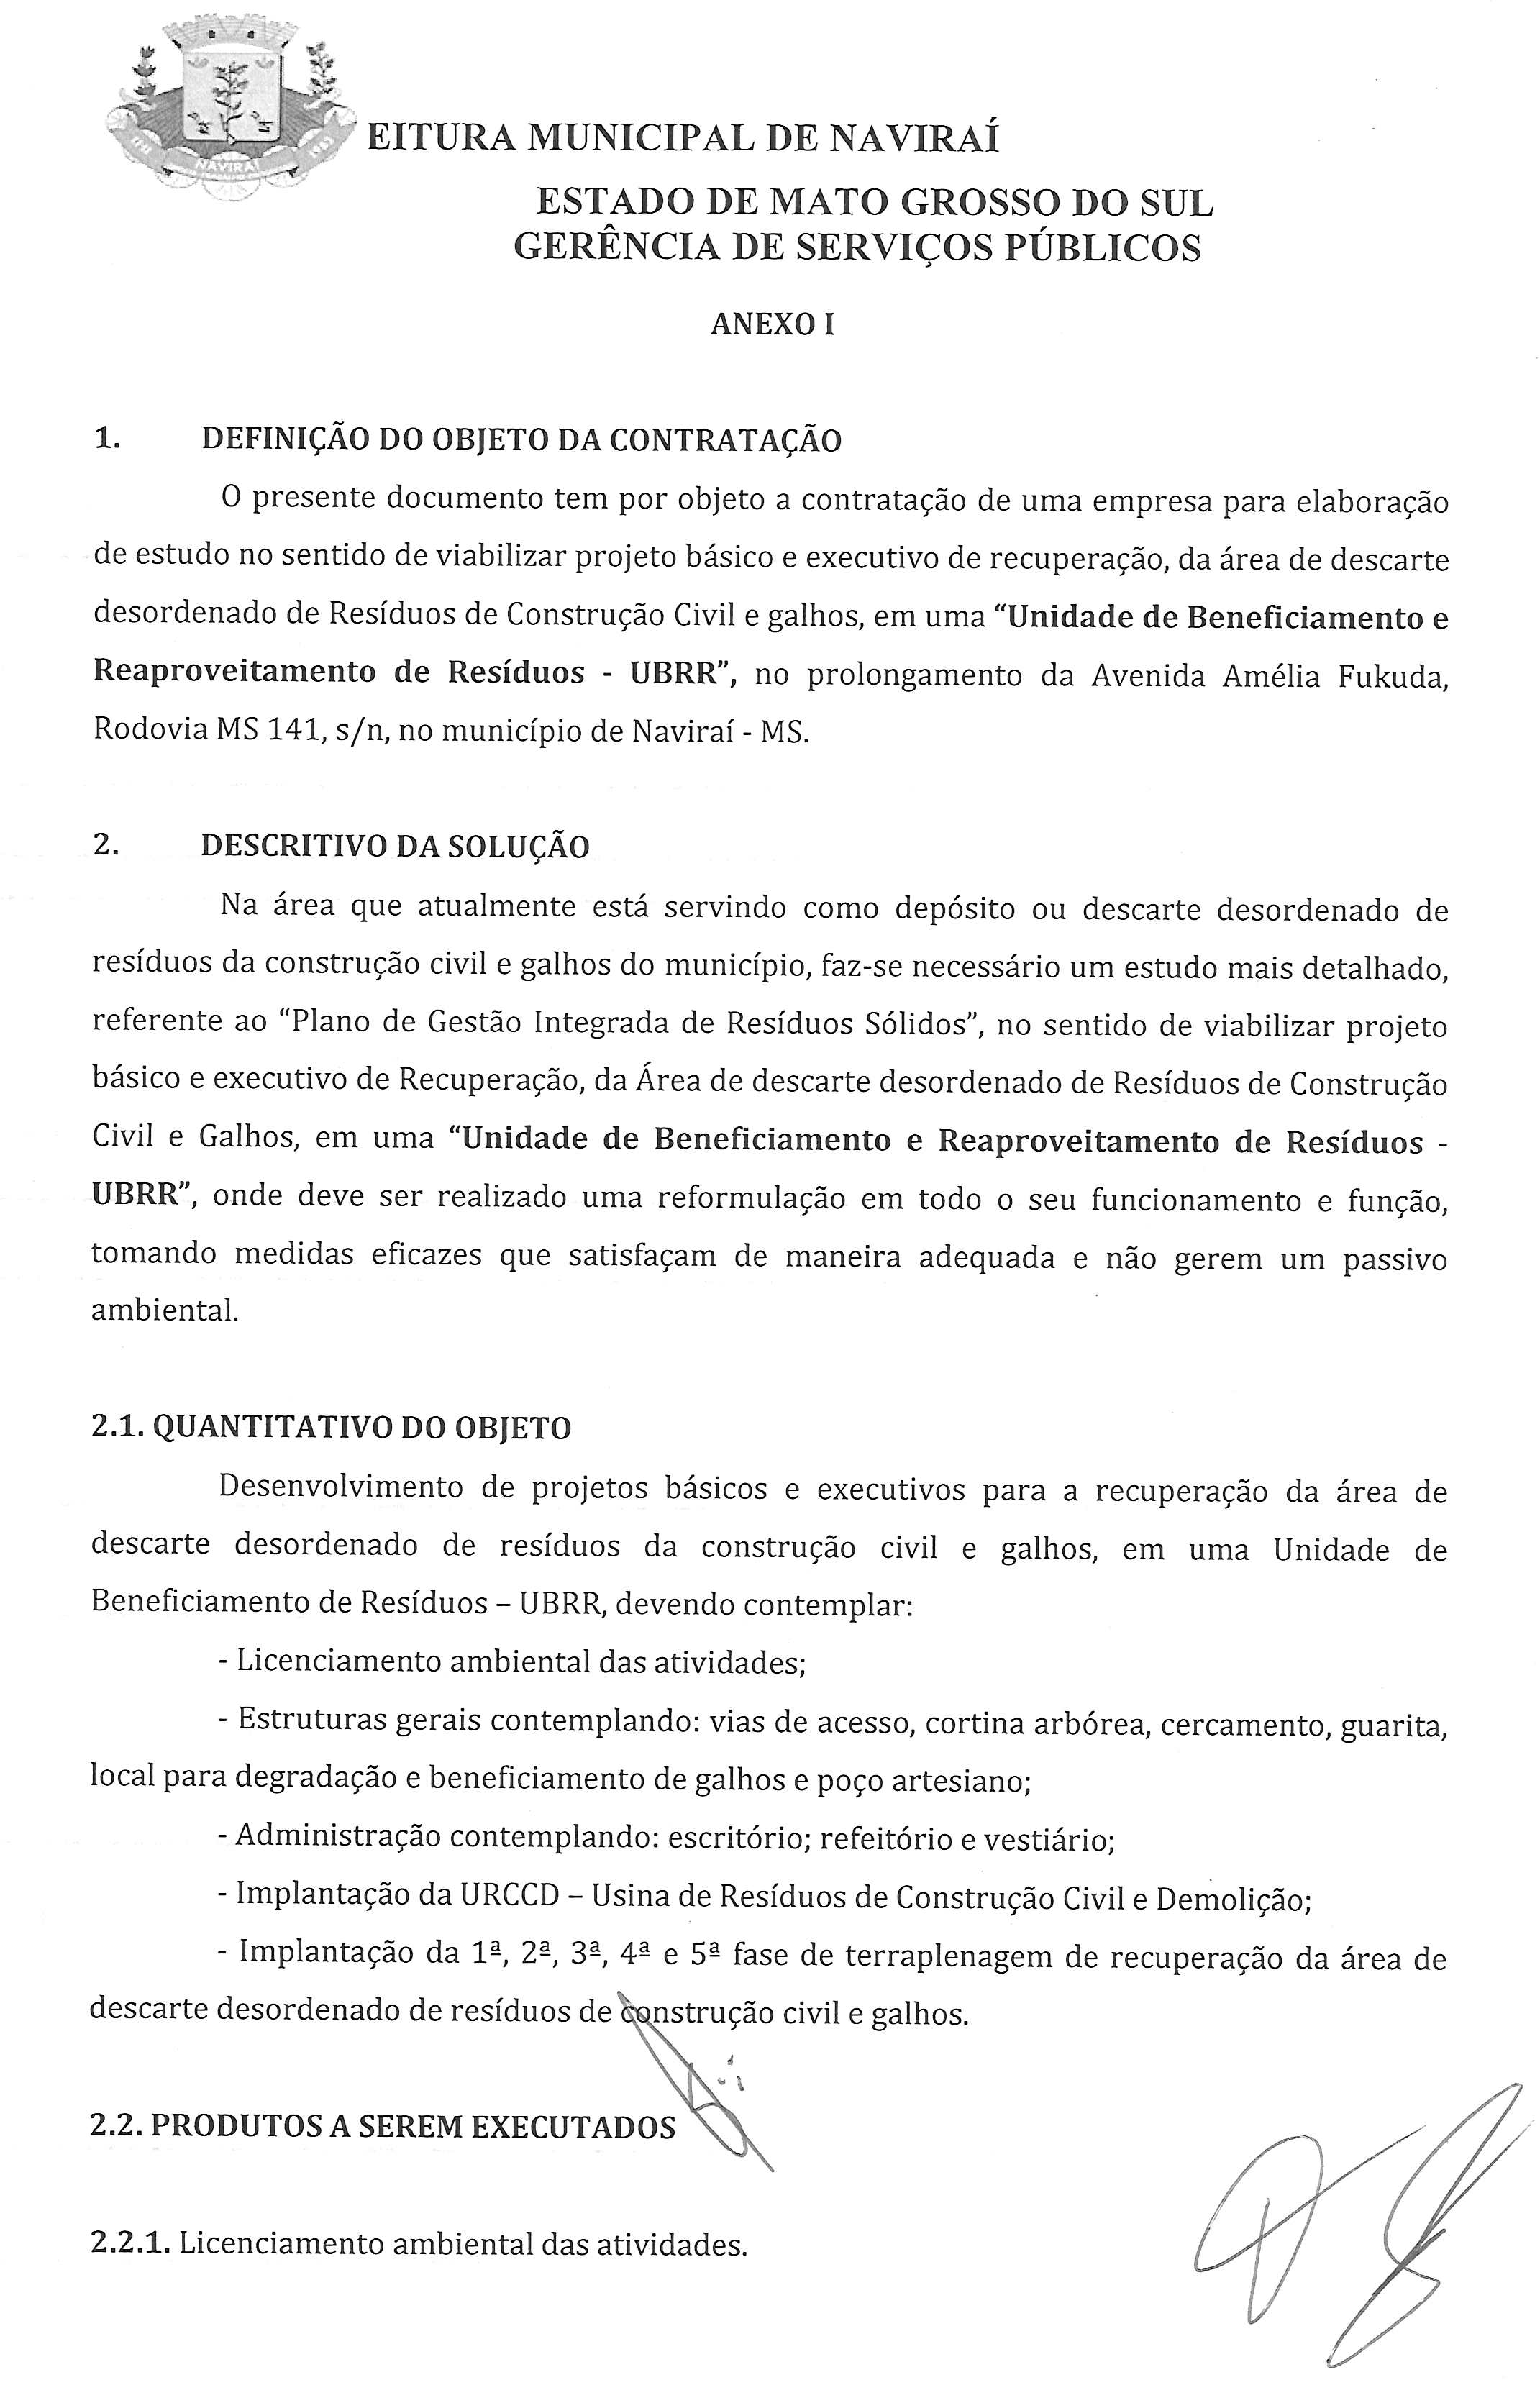 NAVIRAÍ
1963
EITURA MUNICIPAL DE NAVIRAÍ
ESTADO DE MATO GROSSO DO SUL
GERÊNCIA DE SERVIÇOS PÚBLICOS
ANEXO I
1. DEFINIÇÃO DO OBJETO DA CONTRATAÇÃO
O presente documento tem por objeto a contratação de uma empresa para elaboração
de estudo no sentido de viabilizar projeto básico e executivo de recuperação, da área de descarte
desordenado de Resíduos de Construção Civil e galhos, em uma “Unidade de Beneficiamento e
Reaproveitamento de Resíduos - UBRR”, no prolongamento da Avenida Amélia Fukuda,
Rodovia MS 141, s/n, no município de Naviraí - MS.
2. DESCRITIVO DA SOLUÇÃO
Na área que atualmente está servindo como depósito ou descarte desordenado de
resíduos da construção civil e galhos do município, faz-se necessário um estudo mais detalhado,
referente ao “Plano de Gestão Integrada de Resíduos Sólidos”, no sentido de viabilizar projeto
básico e executivo de Recuperação, da Área de descarte desordenado de Resíduos de Construção
Civil e Galhos, em uma “Unidade de Beneficiamento e Reaproveitamento de Resíduos -
UBRR”, onde deve ser realizado uma reformulação em todo o seu funcionamento e função,
tomando medidas eficazes que satisfaçam de maneira adequada e não gerem um passivo
ambiental.
2.1. QUANTITATIVO DO OBJETO
Desenvolvimento de projetos básicos e executivos para a recuperação da área de
descarte desordenado de resíduos da construção civil e galhos, em uma Unidade de
Beneficiamento de Resíduos – UBRR, devendo contemplar:
- Licenciamento ambiental das atividades;
- Estruturas gerais contemplando: vias de acesso, cortina arbórea, cercamento, guarita,
local para degradação e beneficiamento de galhos e poço artesiano;
- Administração contemplando: escritório; refeitório e vestiário;
- Implantação da URCCD – Usina de Resíduos de Construção Civil e Demolição;
- Implantação da 1ª, 2ª, 3ª, 4ª e 5ª fase de terraplenagem de recuperação da área de
descarte desordenado de resíduos de construção civil e galhos.
2.2. PRODUTOS A SEREM EXECUTADOS
2.2.1. Licenciamento ambiental das atividades.